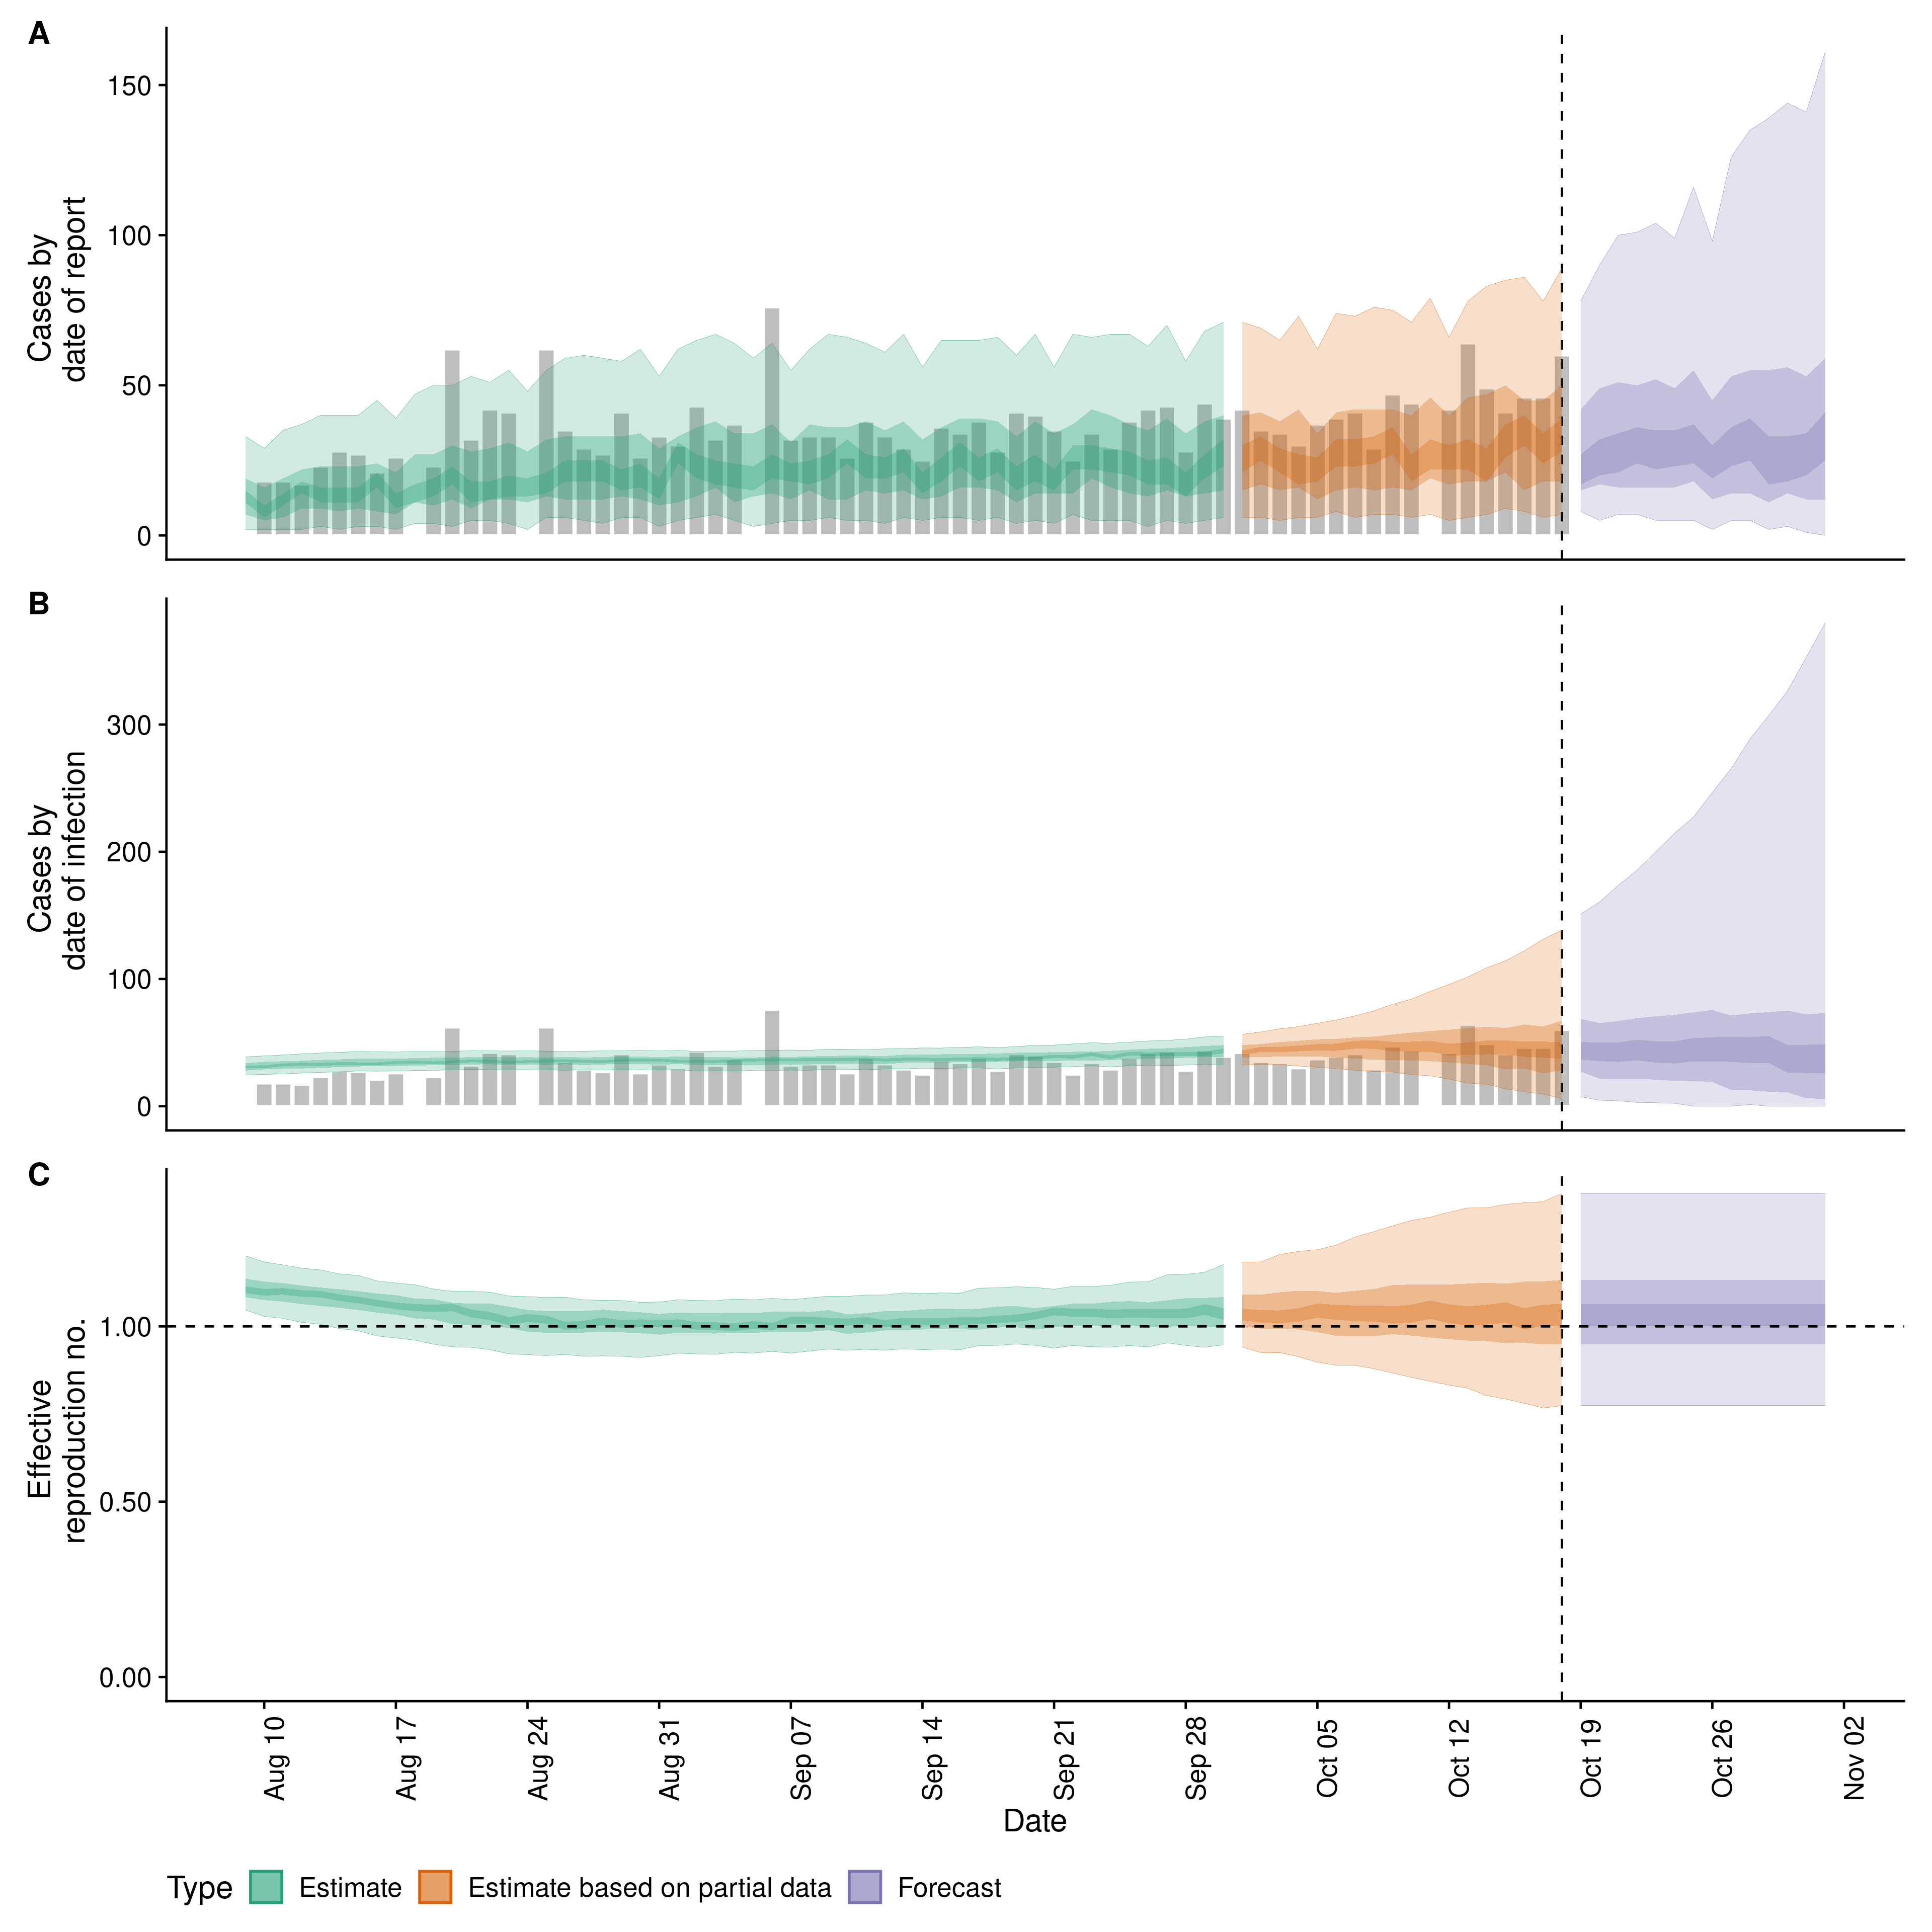 A
Cases by
date of report
150
100
50
0
B
Cases by
date of infection
300
200
100
0
C
Effective
reproduction no.
1.00
0.50
0.00
Aug 10
Aug 17
Aug 24
Aug 31
Sep 07
Sep 14
Sep 21
Sep 28
Oct 05
Oct 12
Oct 19
Oct 26
Nov 02
Date
Type Estimate Estimate based on partial data Forecast